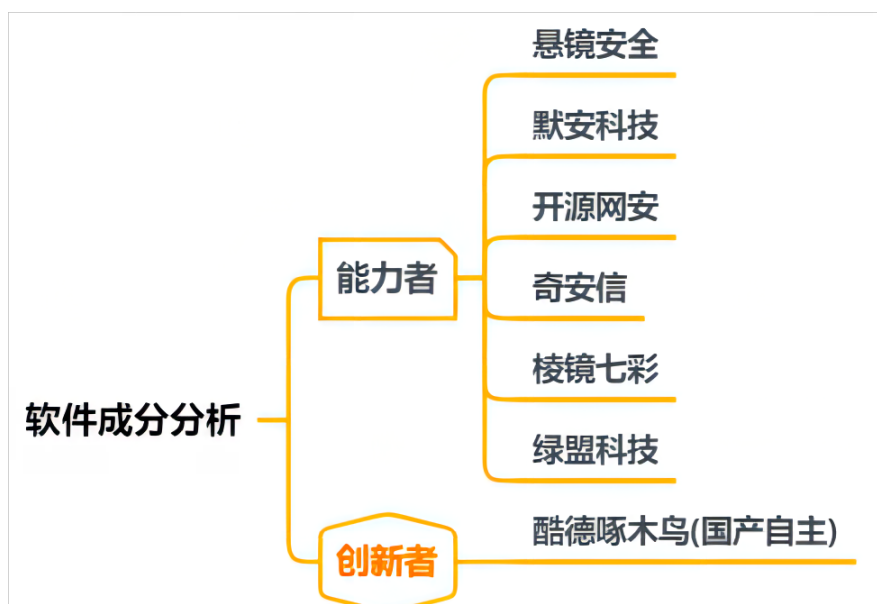 悬镜安全
默安科技
开源网安
能力者
奇安信
棱镜七彩
软件成分分析
绿盟科技
酷德啄木鸟(国产自主)
创新者